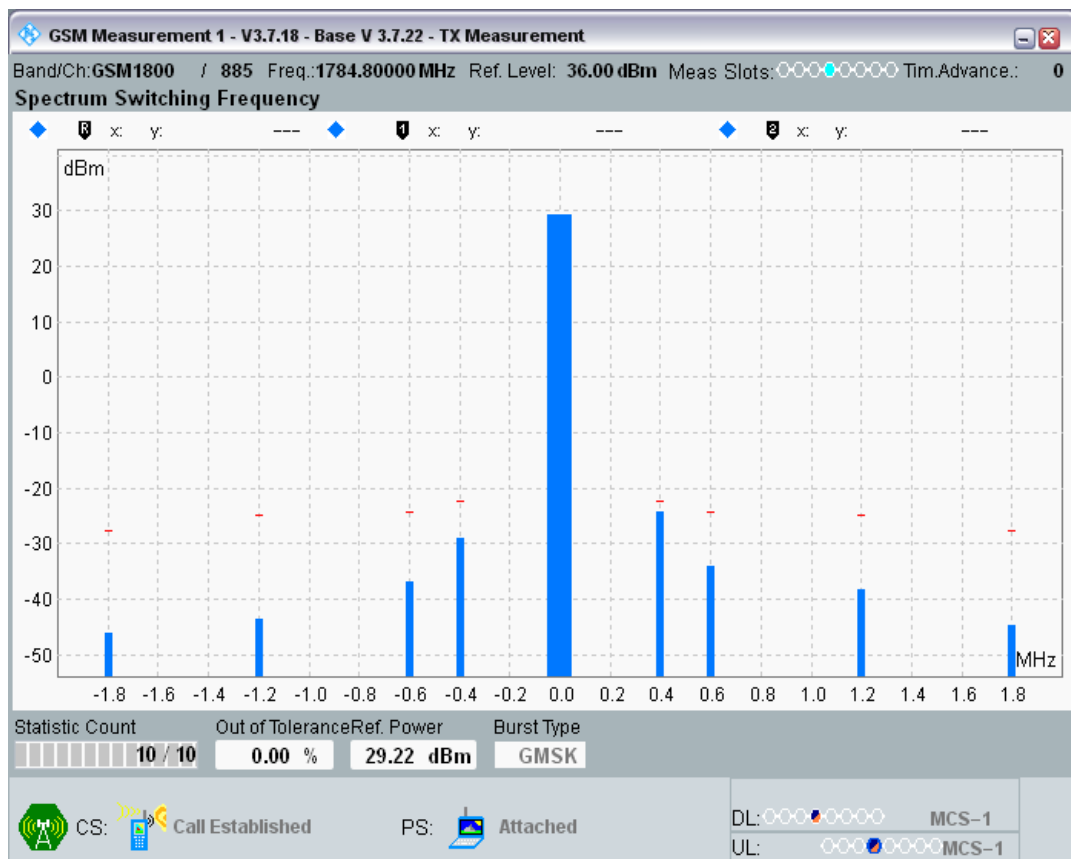 GSM Measurement 1 - V3.7.18 - Base V 3.7.22 - TX Measurement
Band/Ch:GSM1800 / 885 Freq.:1784.80000 MHz Ref. Level: 36.00 dBm Meas Slots: Tim.Advance.: 0
Spectrum Switching Frequency
R x: y: --- 1 x: y: --- 2 x: y: ---
dBm
30
20
10
0
-10
-20
-30
-40
-50
MHz
-1.8 -1.6 -1.4 -1.2 -1.0 -0.8 -0.6 -0.4 -0.2 0.0 0.2 0.4 0.6 0.8 1.0 1.2 1.4 1.6 1.8
Statistic Count Out of Tolerance Ref. Power Burst Type
10 / 10 0.00 % 29.22 dBm GMSK
CS: Call Established PS: Attached DL: MCS-1
UL: MCS-1